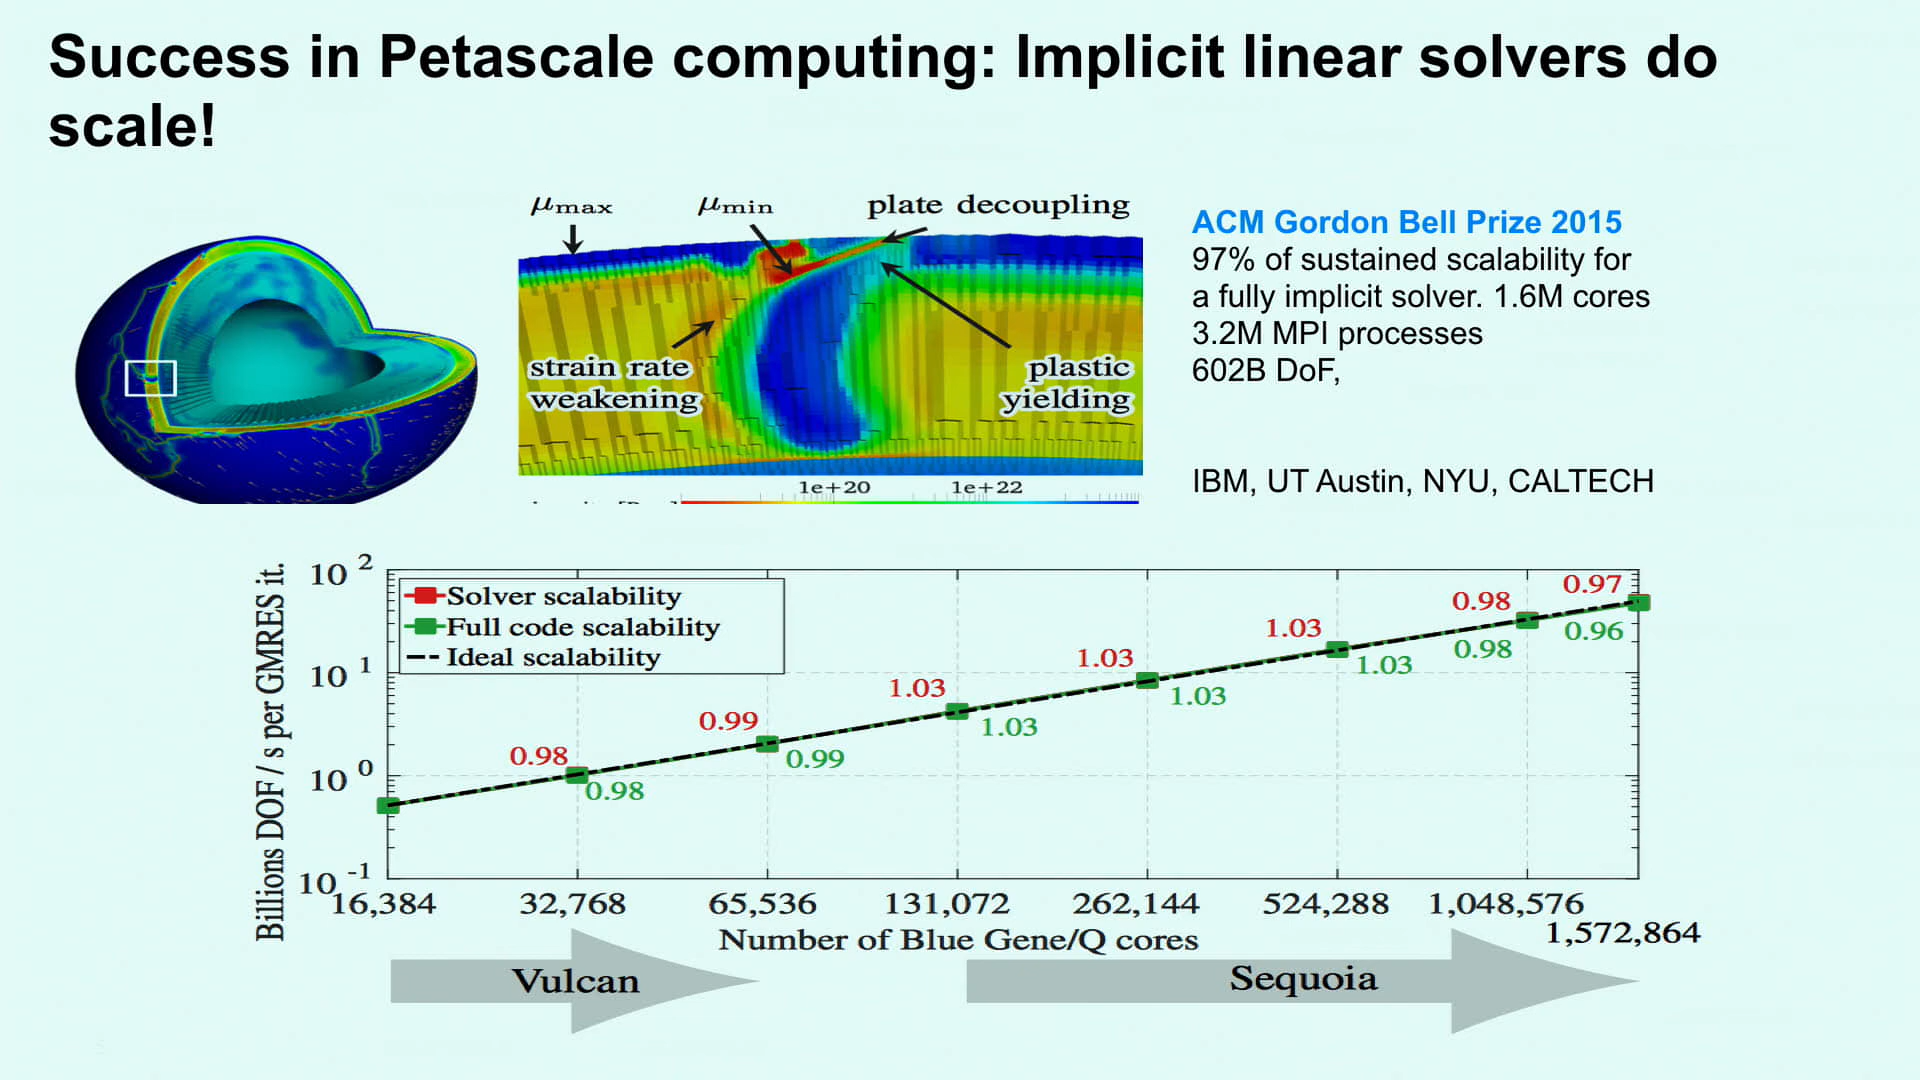 Success in Petascale computing: Implicit linear solvers do
scale!
μmax
μmin
plate decoupling
strain rate
weakening
plastic
yielding
1e+20
1e+22
ACM Gordon Bell Prize 2015
97% of sustained scalability for
a fully implicit solver. 1.6M cores
3.2M MPI processes
602B DoF,
IBM, UT Austin, NYU, CALTECH
Billions DOF / s per GMRES it.
10 2
10 1
10 0
10 -1
Solver scalability
Full code scalability
Ideal scalability
0.98
0.99
1.03
1.03
1.03
0.98
0.97
0.98
0.99
1.03
1.03
1.03
0.98
0.96
16,384
32,768
65,536
131,072
262,144
524,288
1,048,576
1,572,864
Number of Blue Gene/Q cores
Vulcan
Sequoia